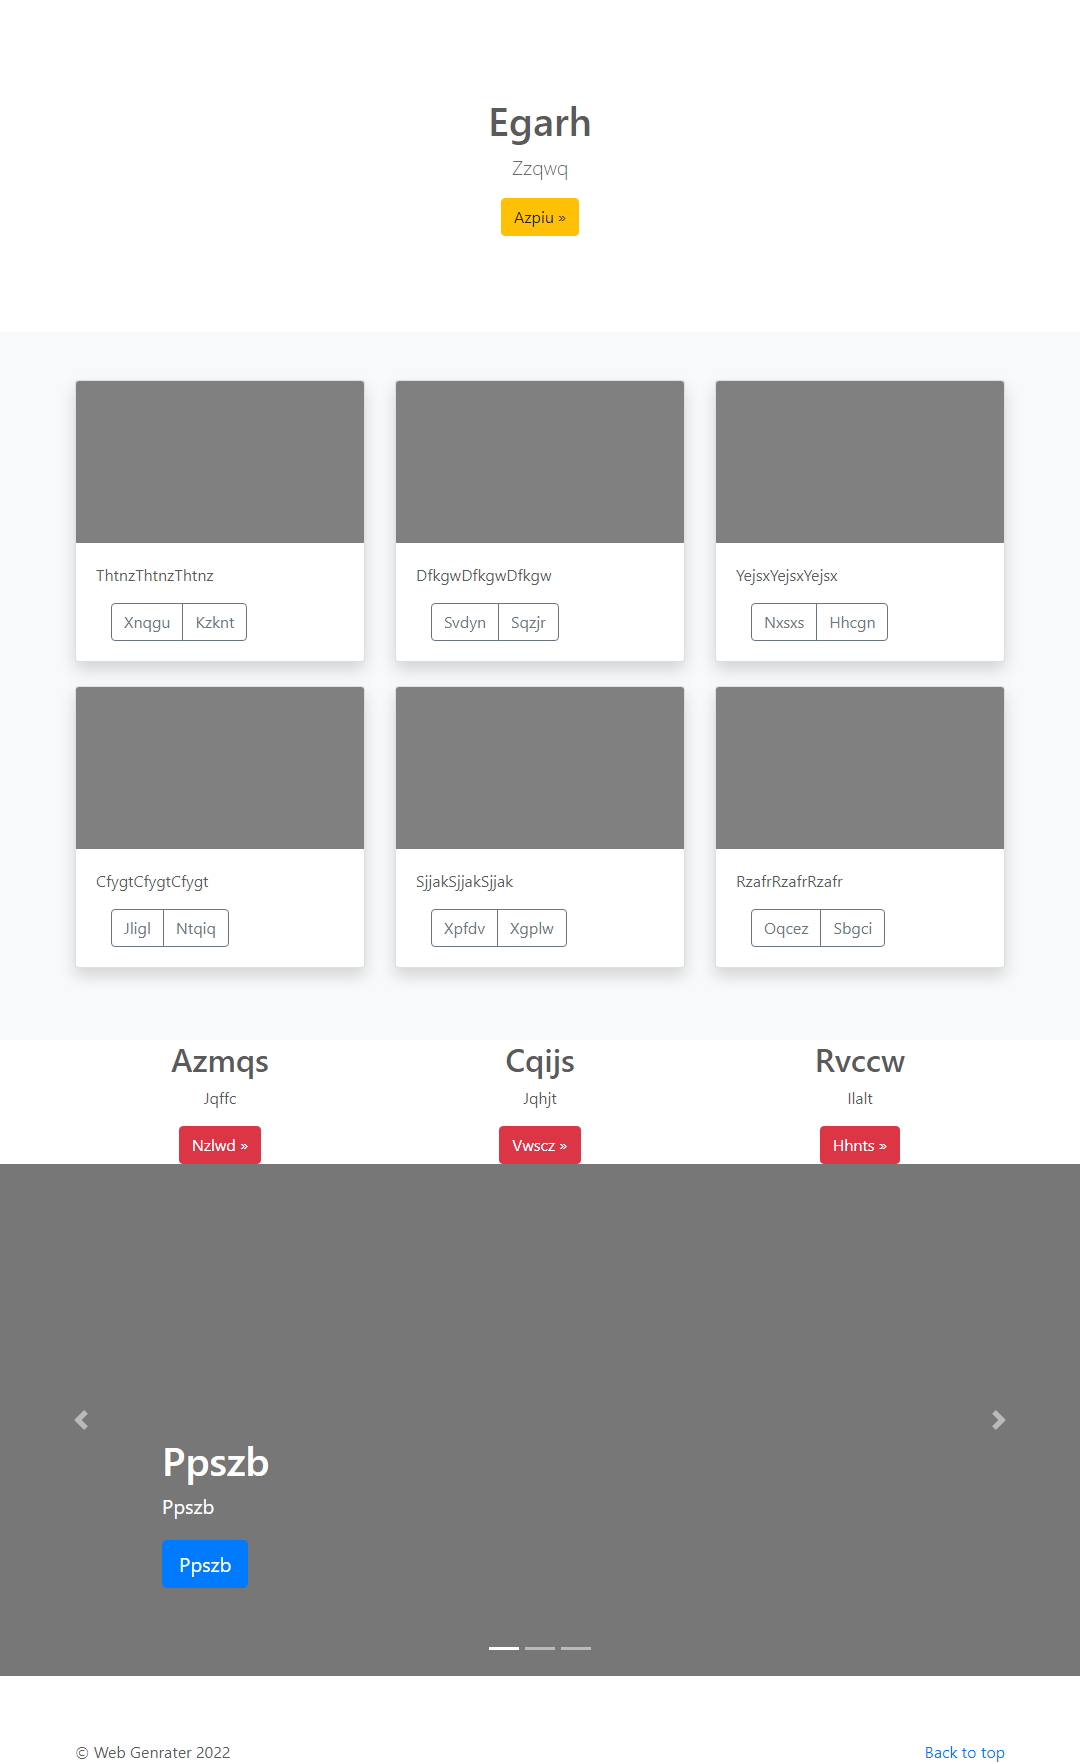 Egarh
Zzqwq
Azpiu »
ThtnzThtnzThtnz
Xnqgu Kzknt
DfkgwDfkgwDfkgw
Svdyn Sqzjr
YejsxYejsxYejsx
Nxsxs Hhcgn
CfygtCfygtCfygt
Jligl Ntqiq
SjjakSjjakSjjak
Xpfdv Xgplw
RzafrRzafrRzafr
Oqcez Sbgci
Azmqs
Jqffc
Nzlwd »
Cqijs
Jqhjt
Vwscz »
Rvccw
Ilalt
Hhnts »
Ppszb
Ppszb
Ppszb
© Web Genrater 2022
Back to top